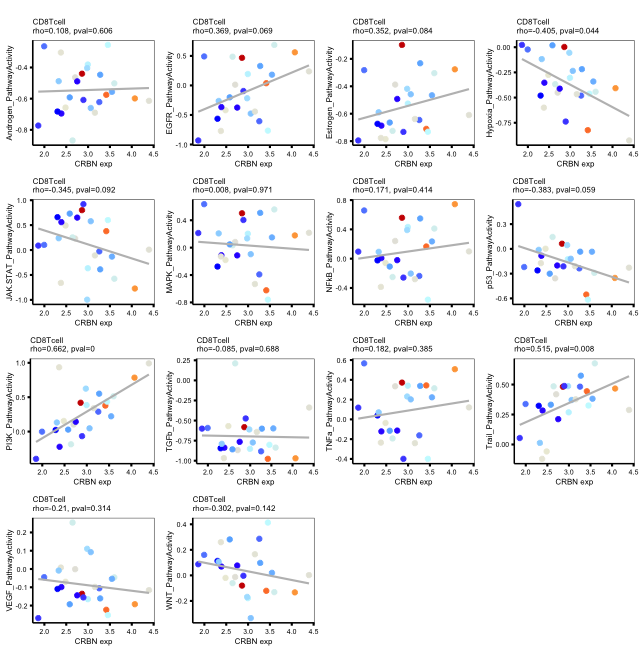 CD8Tcell
rho=0.108, pval=0.606
Androgen_PathwayActivity
-0.4
-0.6
-0.8
2.0 2.5 3.0 3.5 4.0 4.5
CRBN exp
CD8Tcell
rho=0.369, pval=0.069
EGFR_PathwayActivity
0.5
0.0
-0.5
-1.0
2.0 2.5 3.0 3.5 4.0 4.5
CRBN exp
CD8Tcell
rho=0.352, pval=0.084
Estrogen_PathwayActivity
-0.2
-0.4
-0.6
-0.8
2.0 2.5 3.0 3.5 4.0 4.5
CRBN exp
CD8Tcell
rho=-0.405, pval=0.044
Hypoxia_PathwayActivity
0.00
-0.25
-0.50
-0.75
2.0 2.5 3.0 3.5 4.0 4.5
CRBN exp
CD8Tcell
rho=-0.345, pval=0.092
JAK.STAT_PathwayActivity
1.0
0.5
0.0
-0.5
-1.0
2.0 2.5 3.0 3.5 4.0 4.5
CRBN exp
CD8Tcell
rho=0.008, pval=0.971
MAPK_PathwayActivity
0.4
0.0
-0.4
-0.8
2.0 2.5 3.0 3.5 4.0 4.5
CRBN exp
CD8Tcell
rho=0.171, pval=0.414
NFkB_PathwayActivity
0.8
0.4
0.0
-0.4
2.0 2.5 3.0 3.5 4.0 4.5
CRBN exp
CD8Tcell
rho=-0.383, pval=0.059
p53_PathwayActivity
0.3
0.0
-0.3
-0.6
2.0 2.5 3.0 3.5 4.0 4.5
CRBN exp
CD8Tcell
rho=0.662, pval=0
PI3K_PathwayActivity
1.0
0.5
0.0
2.0 2.5 3.0 3.5 4.0 4.5
CRBN exp
CD8Tcell
rho=-0.085, pval=0.688
TGFb_PathwayActivity
0.25
0.00
-0.25
-0.50
-0.75
-1.00
2.0 2.5 3.0 3.5 4.0 4.5
CRBN exp
CD8Tcell
rho=0.182, pval=0.385
TNFa_PathwayActivity
0.6
0.4
0.2
0.0
-0.2
-0.4
2.0 2.5 3.0 3.5 4.0 4.5
CRBN exp
CD8Tcell
rho=0.515, pval=0.008
Trail_PathwayActivity
0.50
0.25
0.00
2.0 2.5 3.0 3.5 4.0 4.5
CRBN exp
CD8Tcell
rho=-0.21, pval=0.314
VEGF_PathwayActivity
0.2
0.1
0.0
-0.1
-0.2
2.0 2.5 3.0 3.5 4.0 4.5
CRBN exp
CD8Tcell
rho=-0.302, pval=0.142
WNT_PathwayActivity
0.4
0.2
0.0
-0.2
2.0 2.5 3.0 3.5 4.0 4.5
CRBN exp